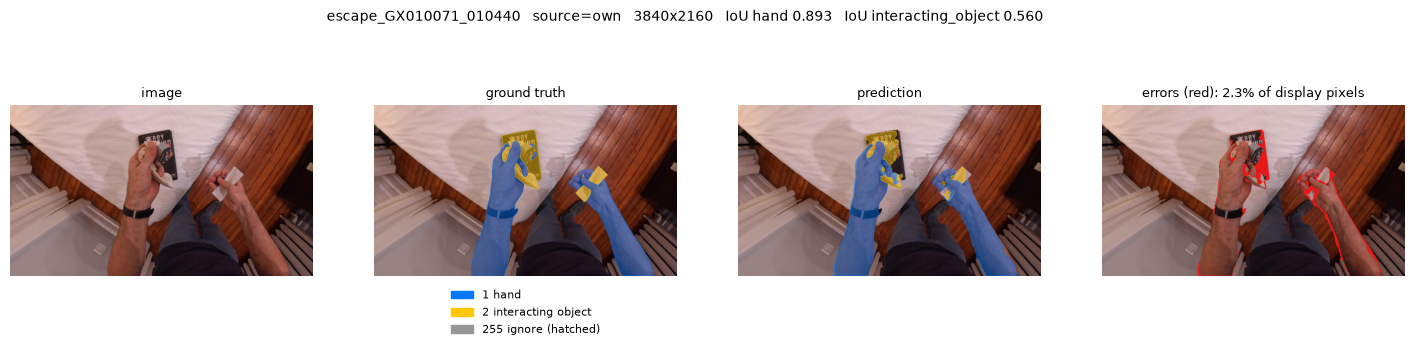 escape_GX010071_010440   source=own   3840x2160   IoU hand 0.893   IoU interacting_object 0.560
image
ground truth
prediction
errors (red): 2.3% of display pixels
1 hand
2 interacting object
255 ignore (hatched)